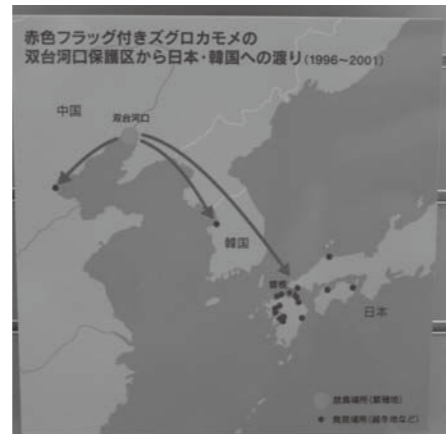 赤色フラッグ付きズグロカモメの
双台河口保護区から日本・韓国への渡り(1996〜2001)
中国
双台河口
韓国
曽根
日本
放鳥場所(繁殖地)
発見場所(越冬地など)